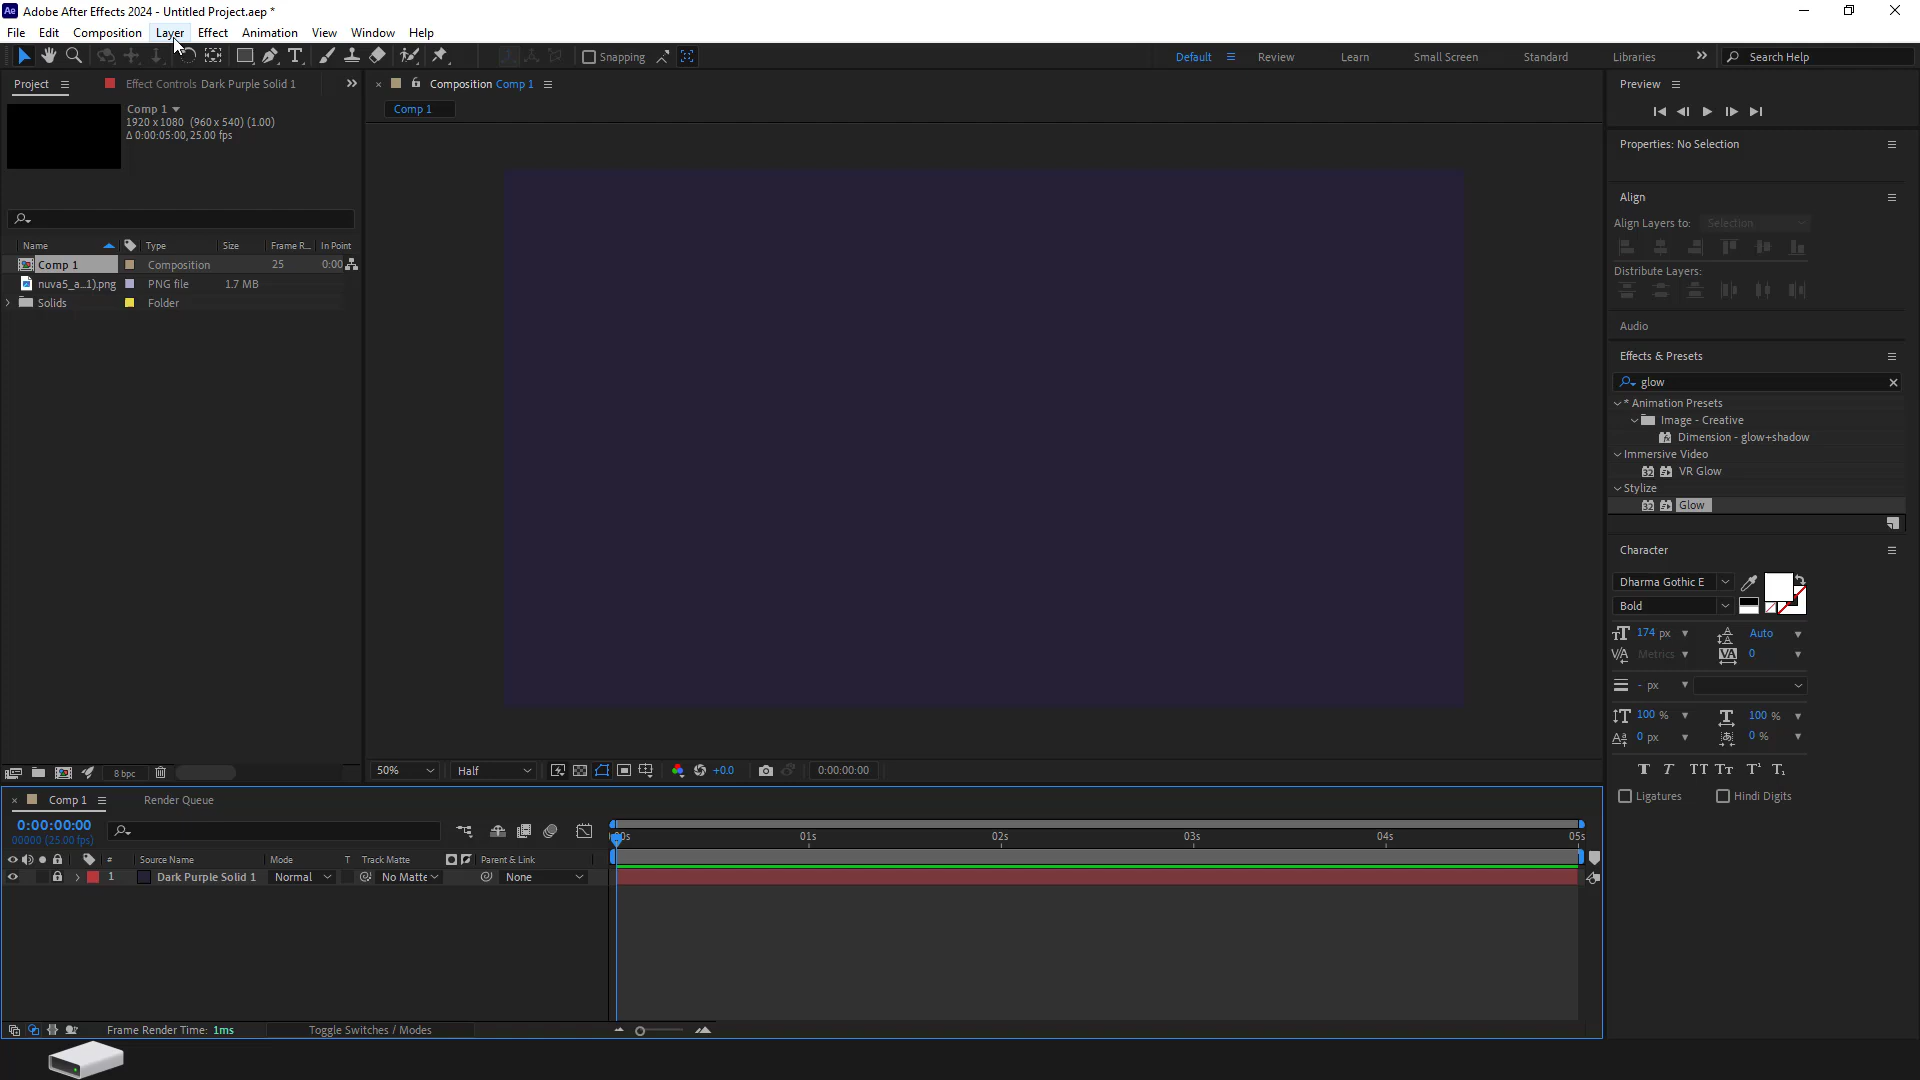 Ae Adobe After Effects 2024 - Untitled Project.aep *
File Edit Composition Layer Effect Animation View Window Help
Snapping
Default Review Learn Small Screen Standard Libraries Search Help
Project Effect Controls Dark Purple Solid 1
Comp 1
1920 x 1080 (960 x 540) (1.00)
Δ 0:00:05:00, 25.00 fps
Name Type Size Frame R... In Point
Comp 1 Composition 25 0:00
nuva5_a...1).png PNG file 1.7 MB
Solids Folder
8 bpc
Composition Comp 1
Comp 1
50% Half +0.0 0:00:00:00
Preview
Properties: No Selection
Align
Align Layers to: Selection
Distribute Layers:
Audio
Effects & Presets
glow
* Animation Presets
Image - Creative
Dimension - glow+shadow
Immersive Video
32 VR Glow
Stylize
32 Glow
Character
Dharma Gothic E
Bold
174 px Auto
Metrics 0
- px
100 % 100 %
0 px 0 %
Ligatures Hindi Digits
Comp 1 Render Queue
0:00:00:00
00000 (25.00 fps)
# Source Name Mode T Track Matte Parent & Link
1 Dark Purple Solid 1 Normal No Matte None
01s 02s 03s 04s 05s
Frame Render Time: 1ms Toggle Switches / Modes